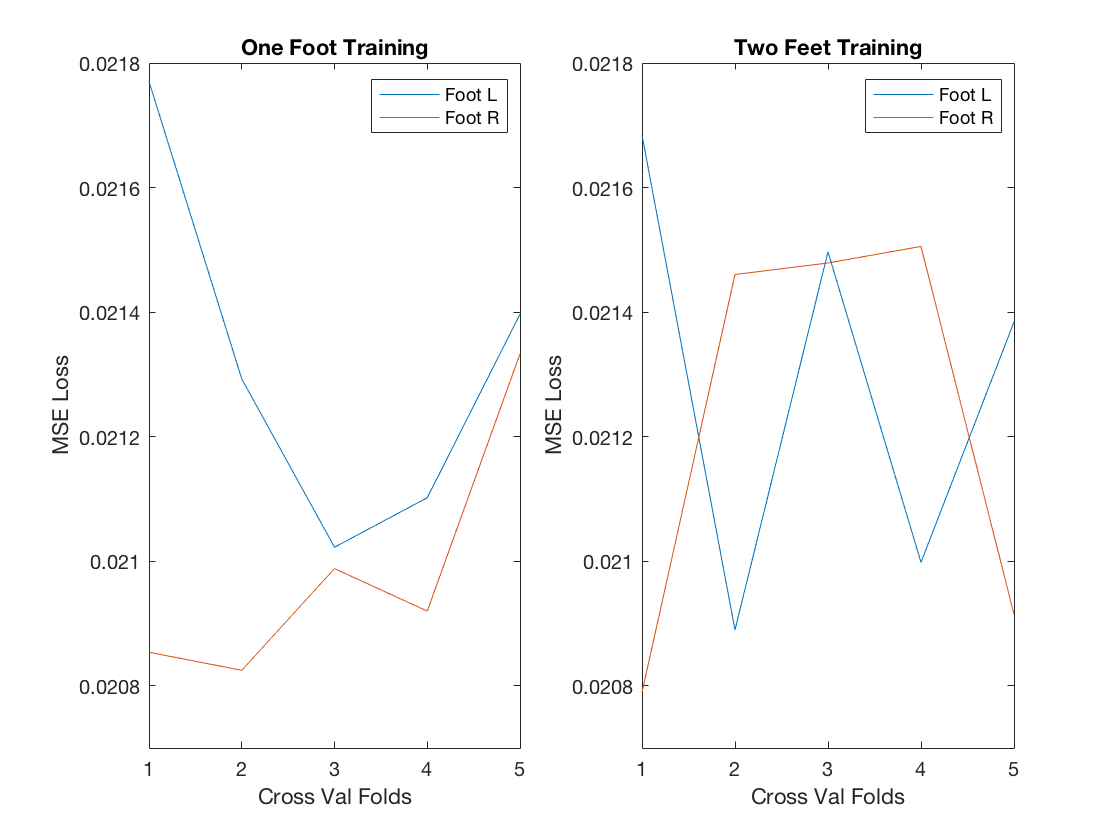 One Foot Training
Foot L
Foot R
0.0218
0.0216
0.0214
0.0212
0.021
0.0208
MSE Loss
1 2 3 4 5
Cross Val Folds
Two Feet Training
Foot L
Foot R
0.0218
0.0216
0.0214
0.0212
0.021
0.0208
MSE Loss
1 2 3 4 5
Cross Val Folds